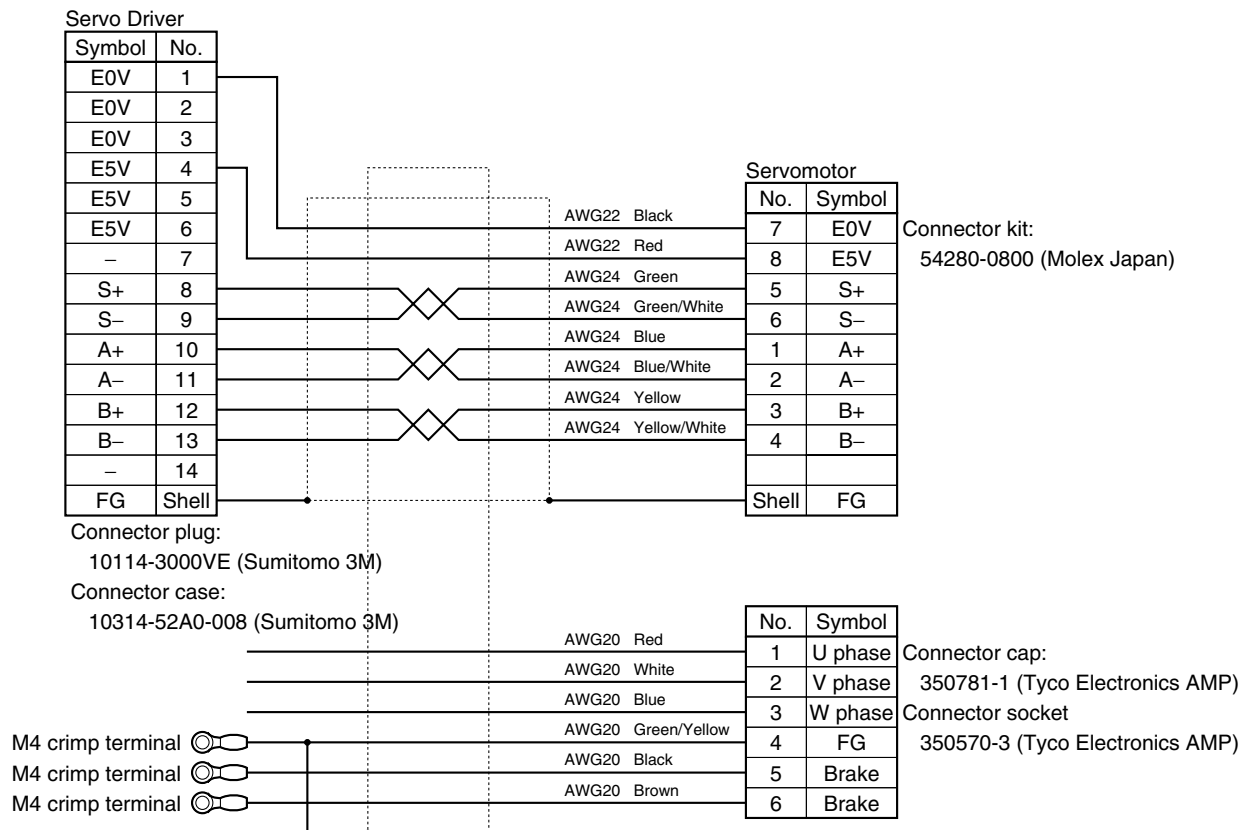 Servo Driver
Symbol No.
E0V 1
E0V 2
E0V 3
E5V 4
E5V 5
E5V 6
– 7
S+ 8
S– 9
A+ 10
A– 11
B+ 12
B– 13
– 14
FG Shell
Connector plug:
10114-3000VE (Sumitomo 3M)
Connector case:
10314-52A0-008 (Sumitomo 3M)
AWG22 Black
AWG22 Red
AWG24 Green
AWG24 Green/White
AWG24 Blue
AWG24 Blue/White
AWG24 Yellow
AWG24 Yellow/White
Servomotor
No. Symbol
7 E0V
8 E5V
5 S+
6 S–
1 A+
2 A–
3 B+
4 B–
Shell FG
Connector kit:
54280-0800 (Molex Japan)
AWG20 Red
AWG20 White
AWG20 Blue
AWG20 Green/Yellow
AWG20 Black
AWG20 Brown
M4 crimp terminal
M4 crimp terminal
M4 crimp terminal
No. Symbol
1 U phase
2 V phase
3 W phase
4 FG
5 Brake
6 Brake
Connector cap:
350781-1 (Tyco Electronics AMP)
Connector socket
350570-3 (Tyco Electronics AMP)